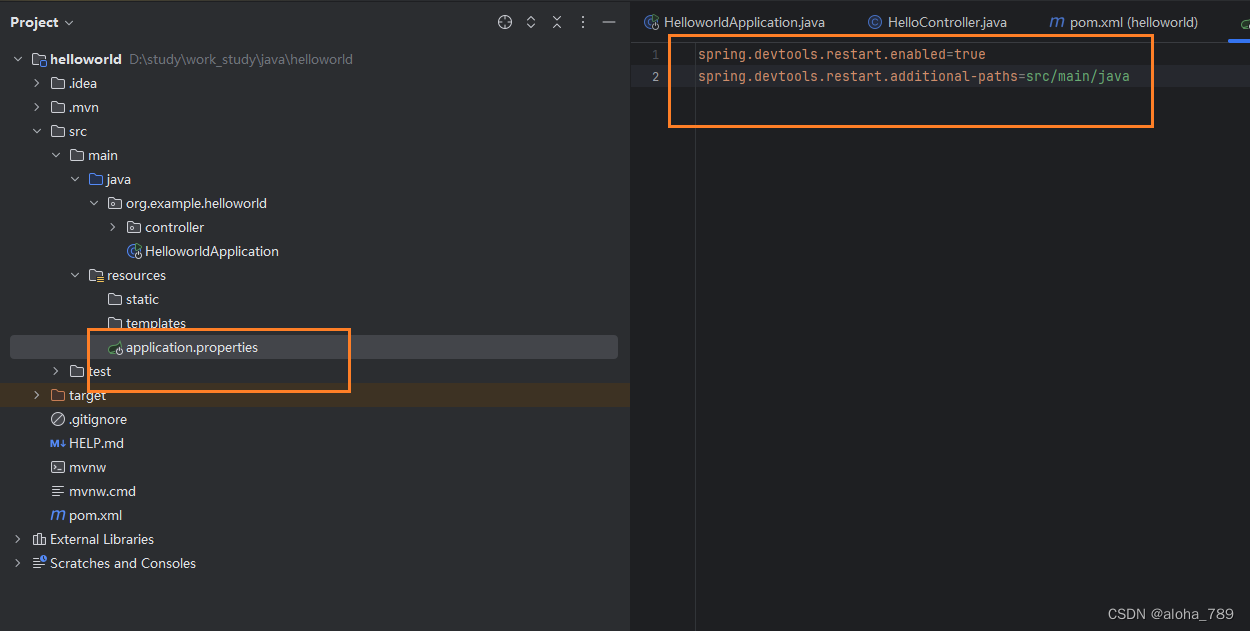 Project
helloworld D:\study\work_study\java\helloworld
.idea
.mvn
src
main
java
org.example.helloworld
controller
HelloworldApplication
resources
static
templates
application.properties
test
target
.gitignore
M↓ HELP.md
mvnw
mvnw.cmd
m pom.xml
External Libraries
Scratches and Consoles
HelloworldApplication.java © HelloController.java m pom.xml (helloworld)
1 spring.devtools.restart.enabled=true
2 spring.devtools.restart.additional-paths=src/main/java
CSDN @aloha_789